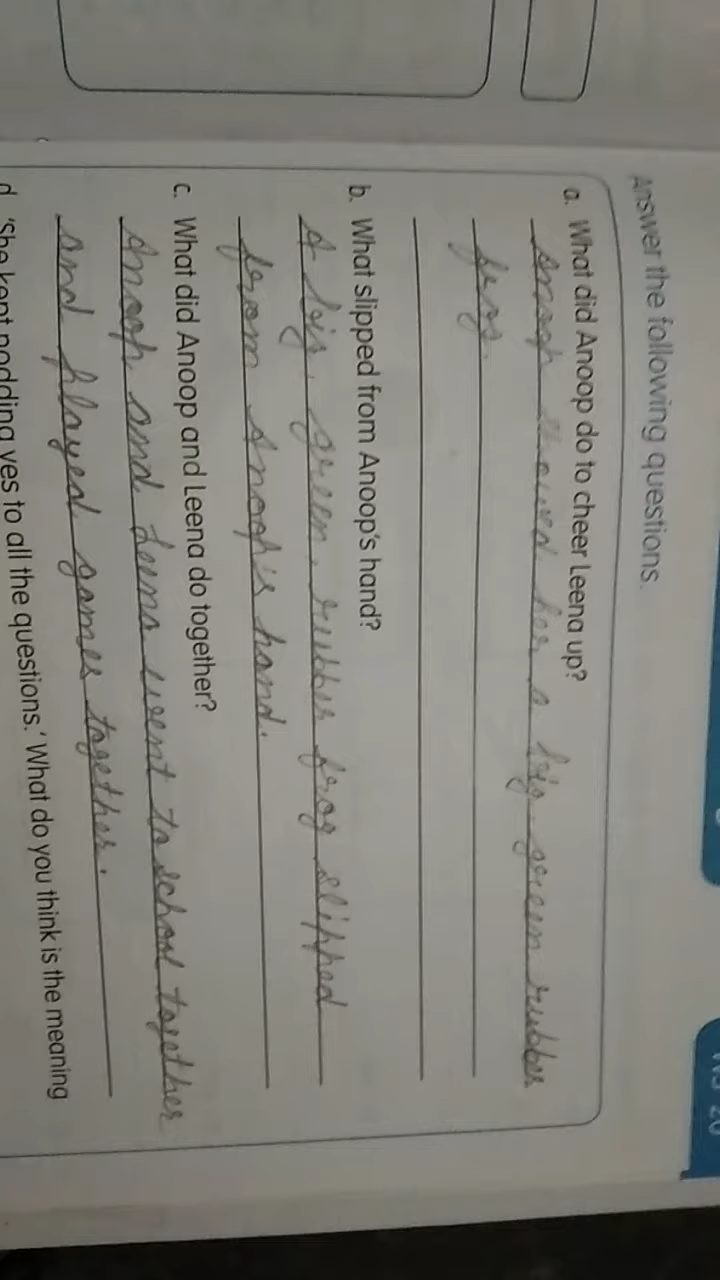 Answer the following questions.
a. What did Anoop do to cheer Leena up?
Anoop showed her a big green rubber
frog.
b. What slipped from Anoop's hand?
A big, green, rubber frog slipped
from Anoop's hand.
c. What did Anoop and Leena do together?
Anoop and Leena went to school together
and played games together.
d. 'She kept nodding yes to all the questions.' What do you think is the meaning